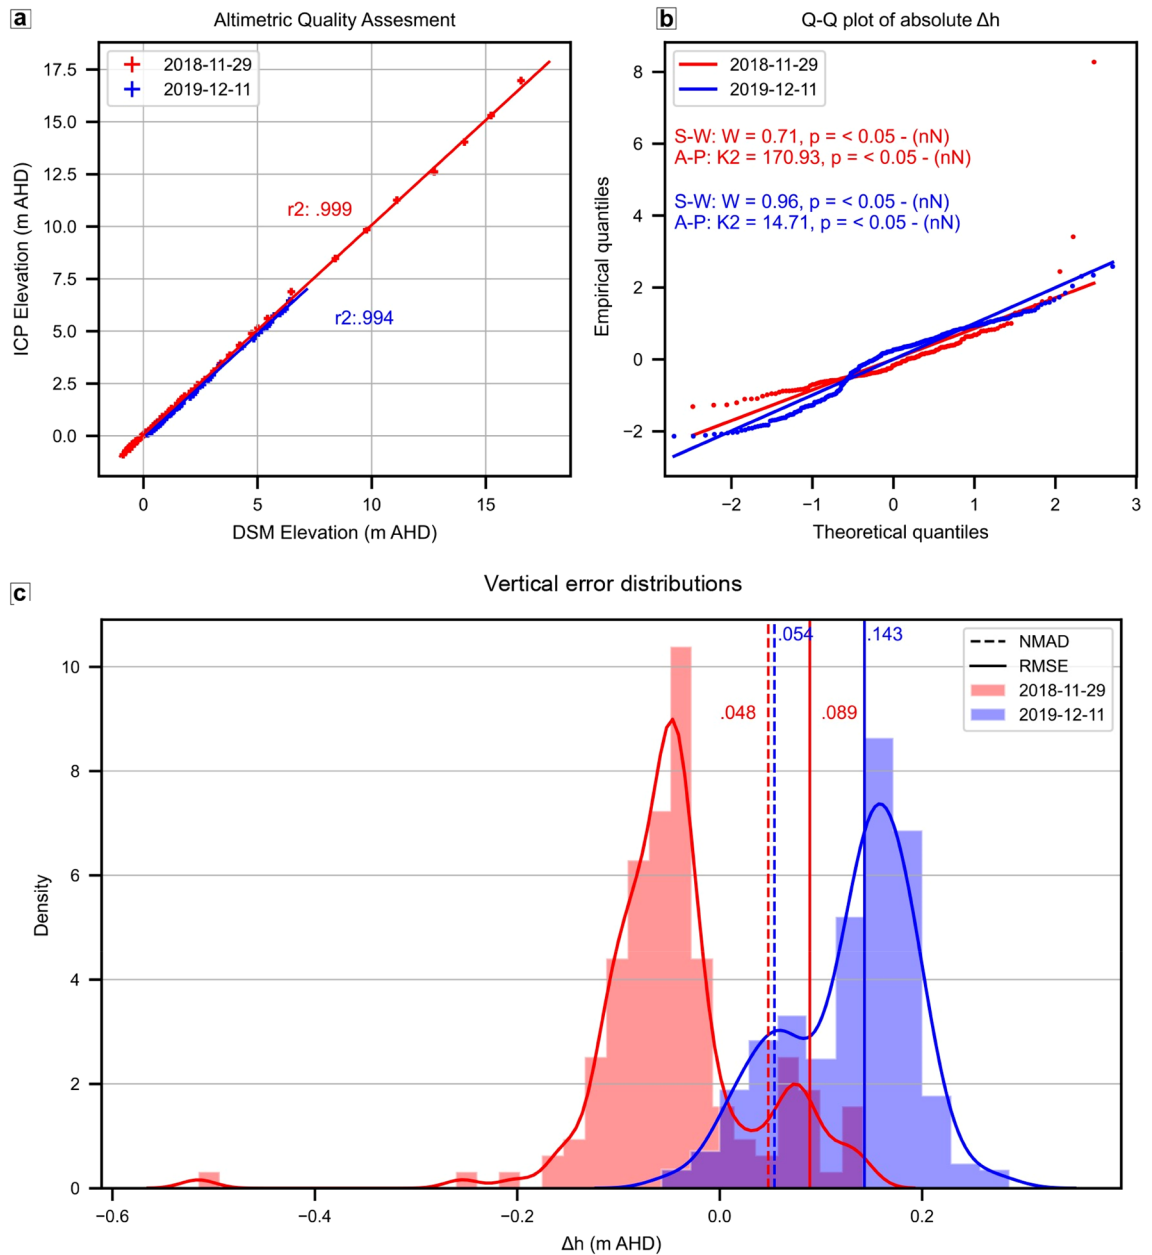 a
Altimetric Quality Assesment
2018-11-29
2019-12-11
17.5
15.0
12.5
10.0
7.5
5.0
2.5
0.0
r2: .999
r2:.994
0
5
10
15
ICP Elevation (m AHD)
DSM Elevation (m AHD)
b
Q-Q plot of absolute Δh
2018-11-29
2019-12-11
S-W: W = 0.71, p = < 0.05 - (nN)
A-P: K2 = 170.93, p = < 0.05 - (nN)
S-W: W = 0.96, p = < 0.05 - (nN)
A-P: K2 = 14.71, p = < 0.05 - (nN)
8
6
4
2
0
−2
−2
−1
0
1
2
3
Empirical quantiles
Theoretical quantiles
c
Vertical error distributions
.054
.143
.048
.089
NMAD
RMSE
2018-11-29
2019-12-11
10
8
6
4
2
0
−0.6
−0.4
−0.2
0.0
0.2
Density
Δh (m AHD)